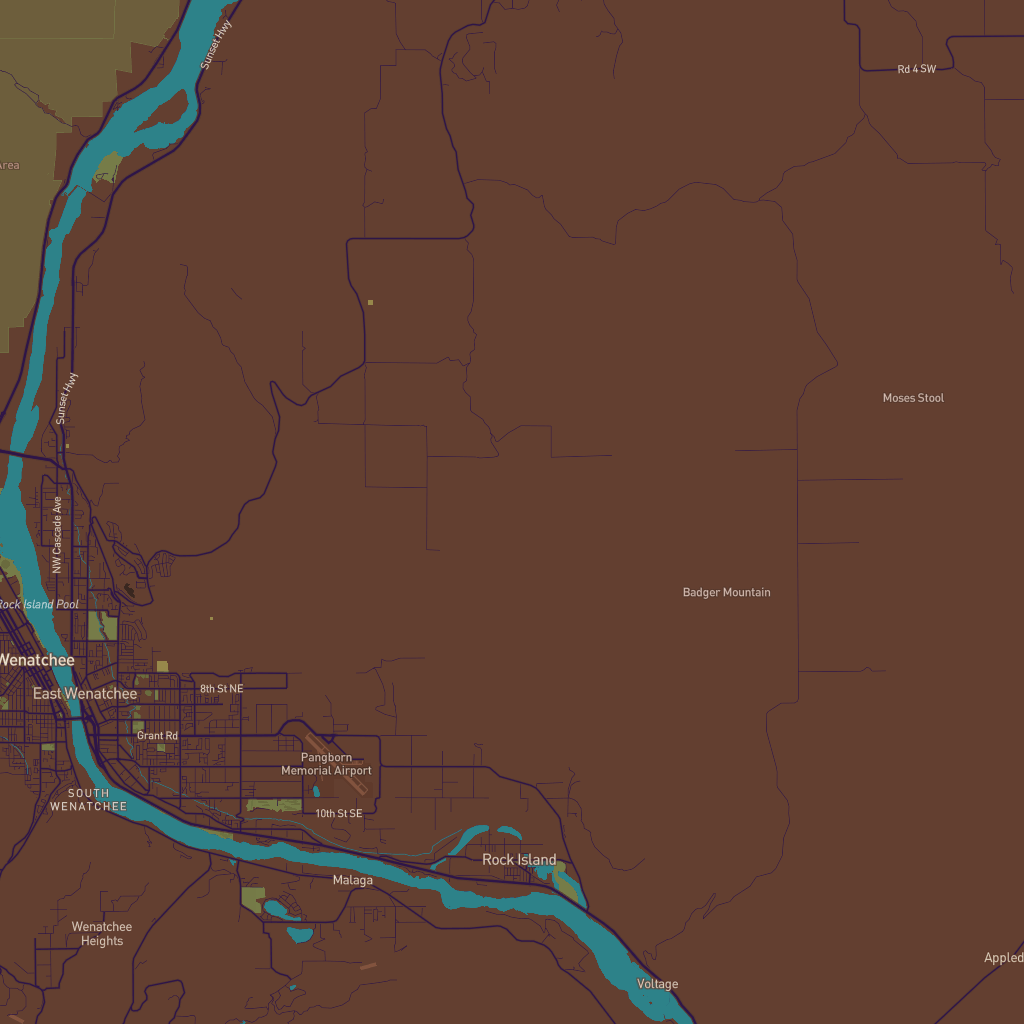 Sunset Hwy
Rd 4 SW
Area
Sunset Hwy
Moses Stool
NW Cascade Ave
Badger Mountain
Rock Island Pool
Wenatchee
East Wenatchee
8th St NE
Grant Rd
Pangborn
Memorial Airport
SOUTH
WENATCHEE
10th St SE
Rock Island
Malaga
Wenatchee
Heights
Appled
Voltage